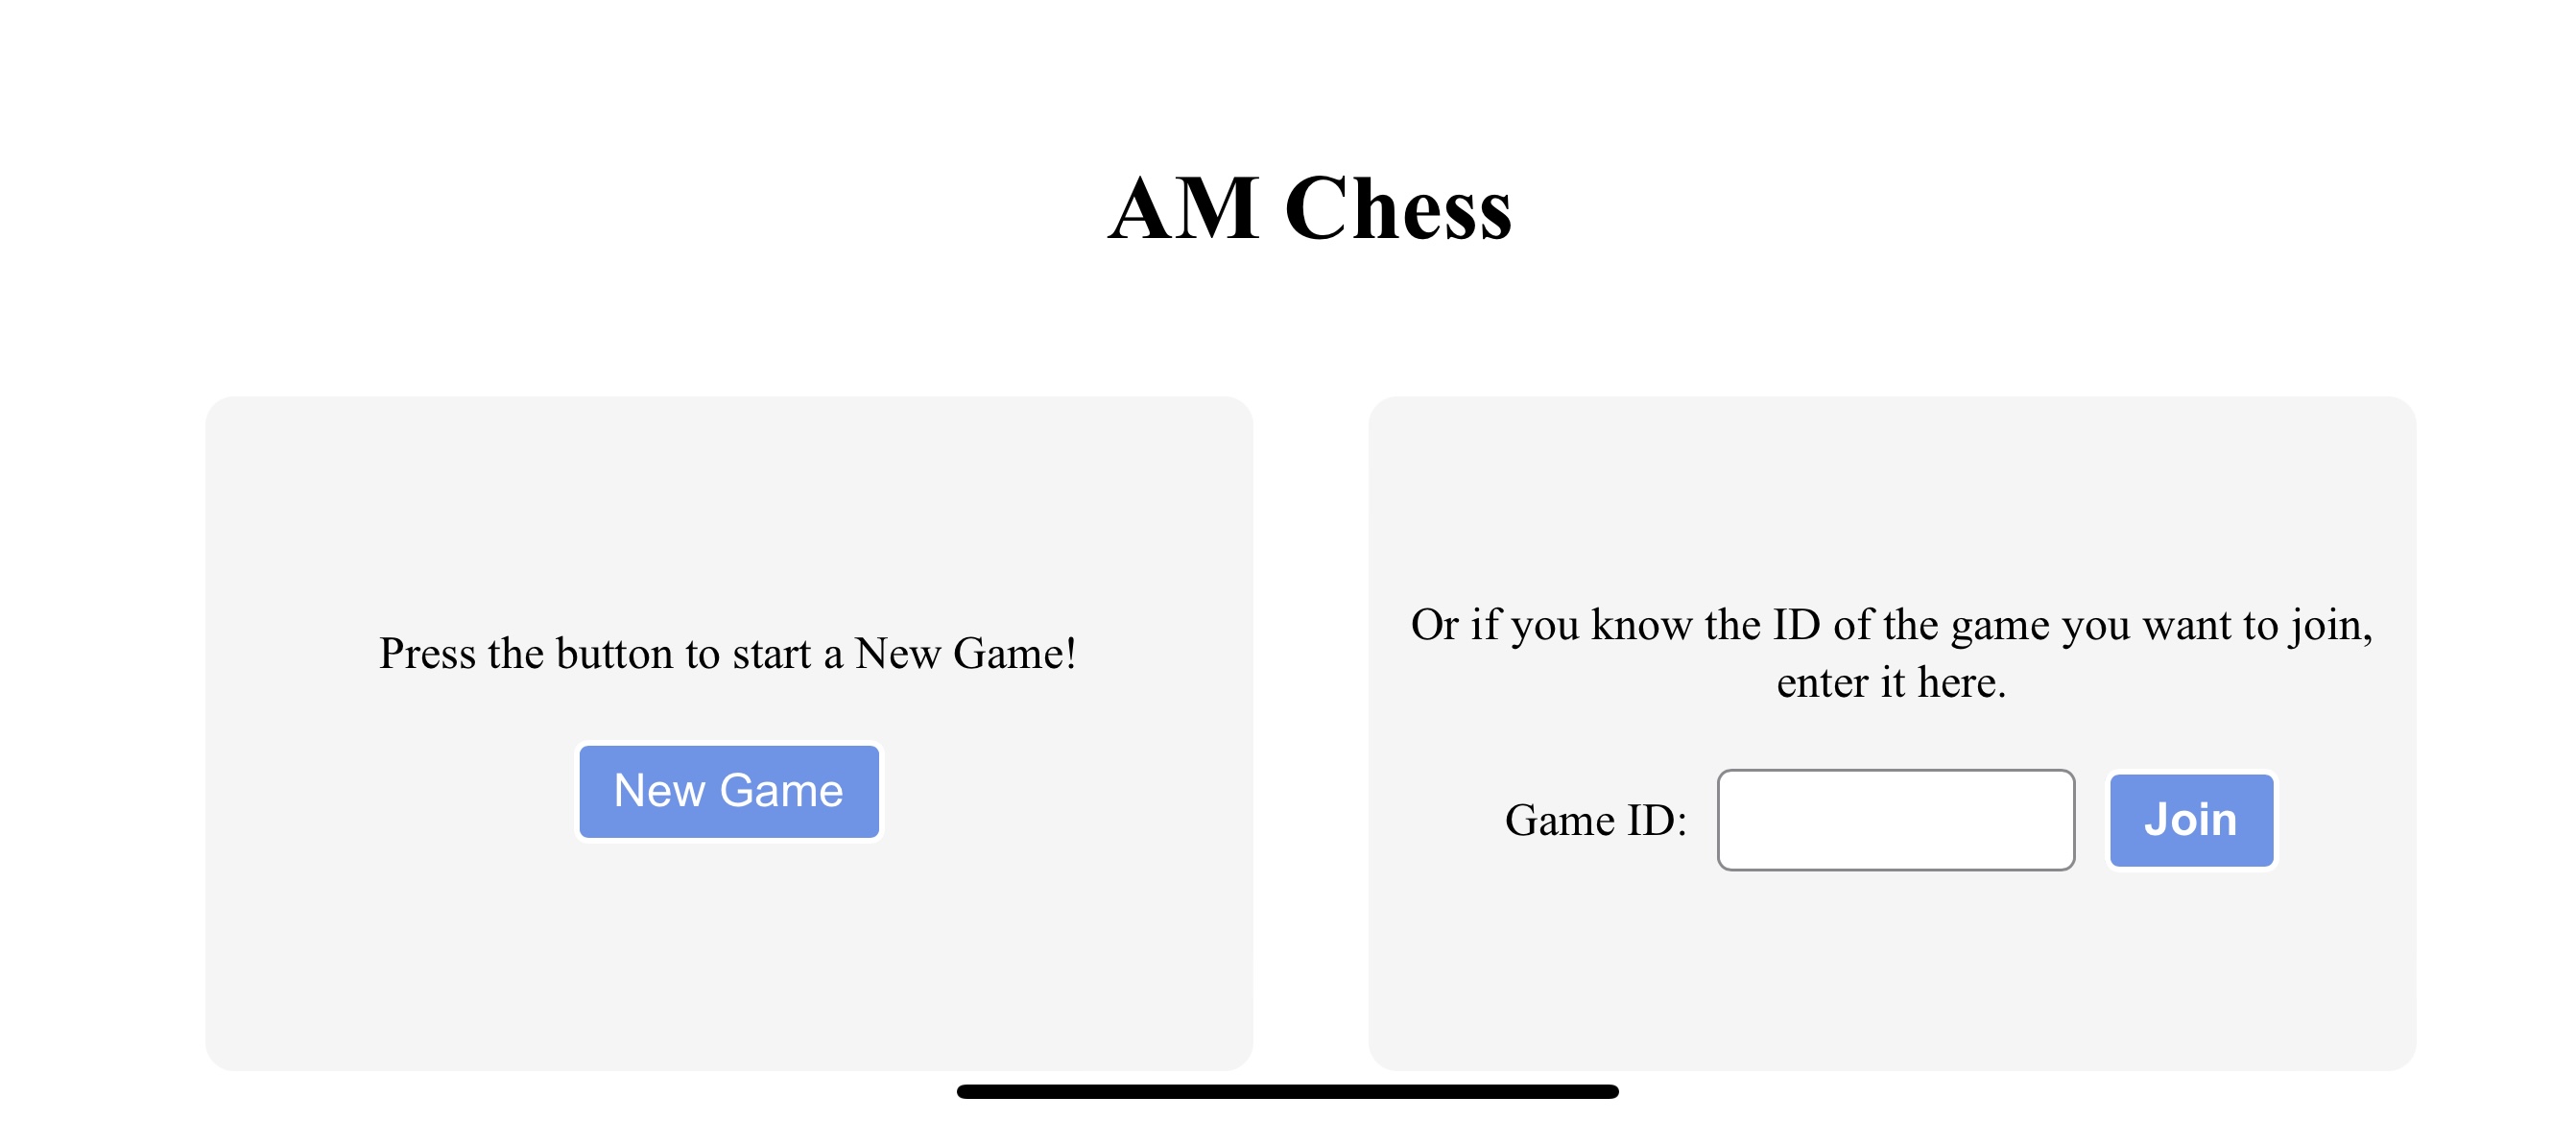 AM Chess
Press the button to start a New Game!
New Game
Or if you know the ID of the game you want to join,
enter it here.
Game ID:
Join